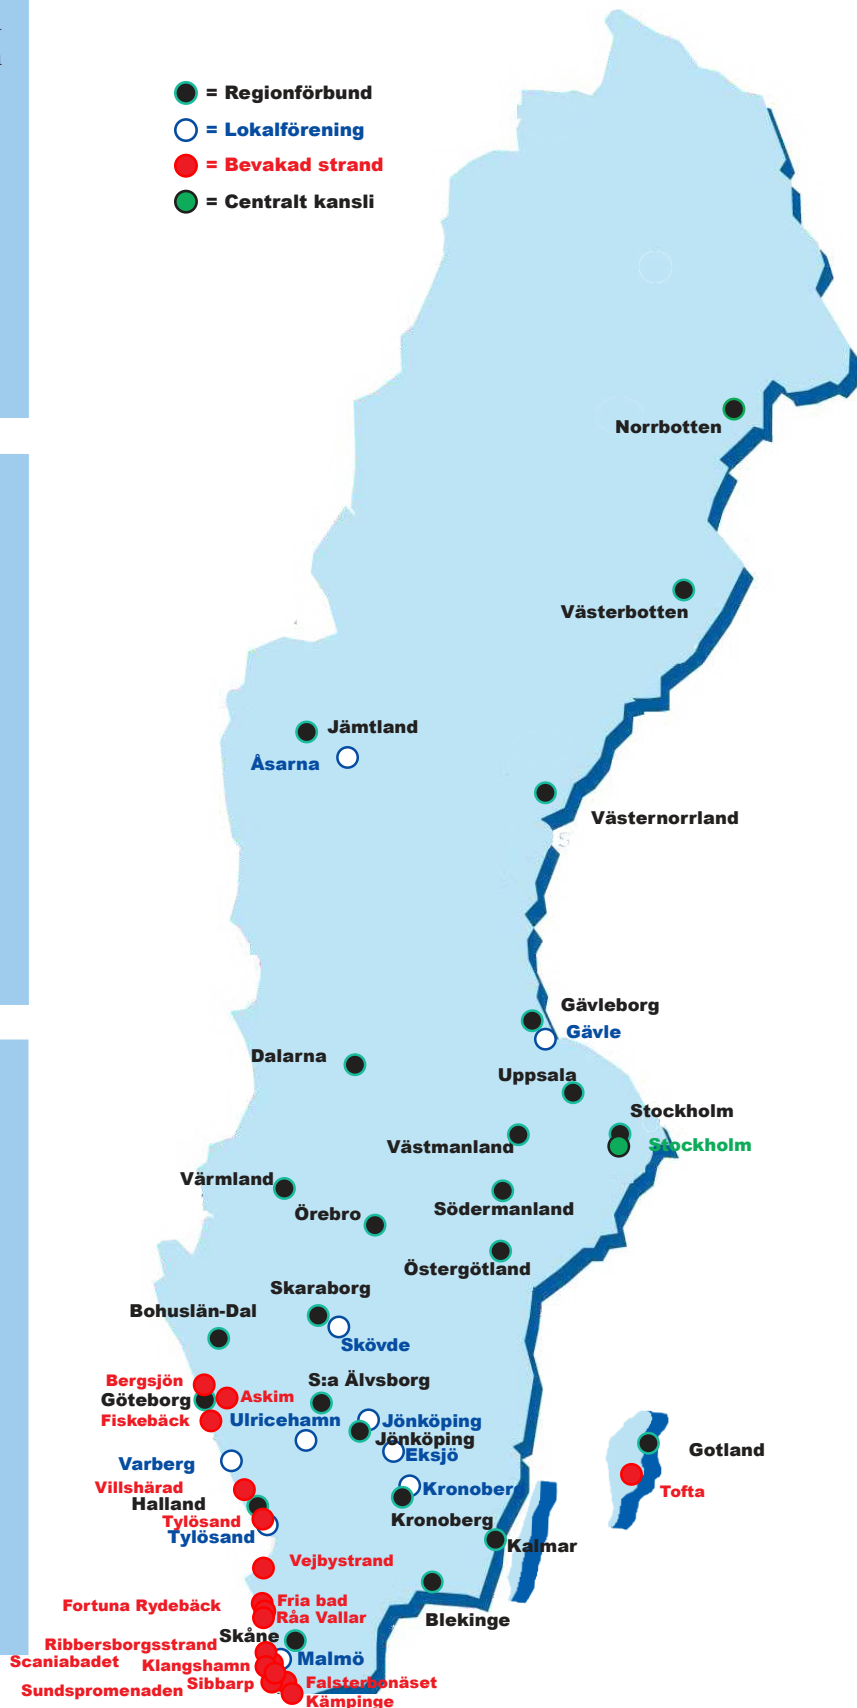 = Regionförbund
= Lokalförening
= Bevakad strand
= Centralt kansli
Norrbotten
Västerbotten
Jämtland
Åsarna
Västernorrland
Gävleborg
Gävle
Dalarna
Uppsala
Stockholm
Stockholm
Västmanland
Värmland
Södermanland
Örebro
Östergötland
Skaraborg
Bohuslän-Dal
Skövde
Bergsjön
S:a Älvsborg
Göteborg
Askim
Fiskebäck
Ulricehamn
Jönköping
Jönköping
Gotland
Eksjö
Varberg
Villshärad
Kronober
Tofta
Halland
Tylösand
Kronoberg
Tylösand
Kalmar
Vejbystrand
Fria bad
Fortuna Rydebäck
Råa Vallar
Blekinge
Skåne
Ribbersborgsstrand
Malmö
Scaniabadet
Klangshamn
Sibbarp
Falsterbonäset
Sundspromenaden
Kämpinge